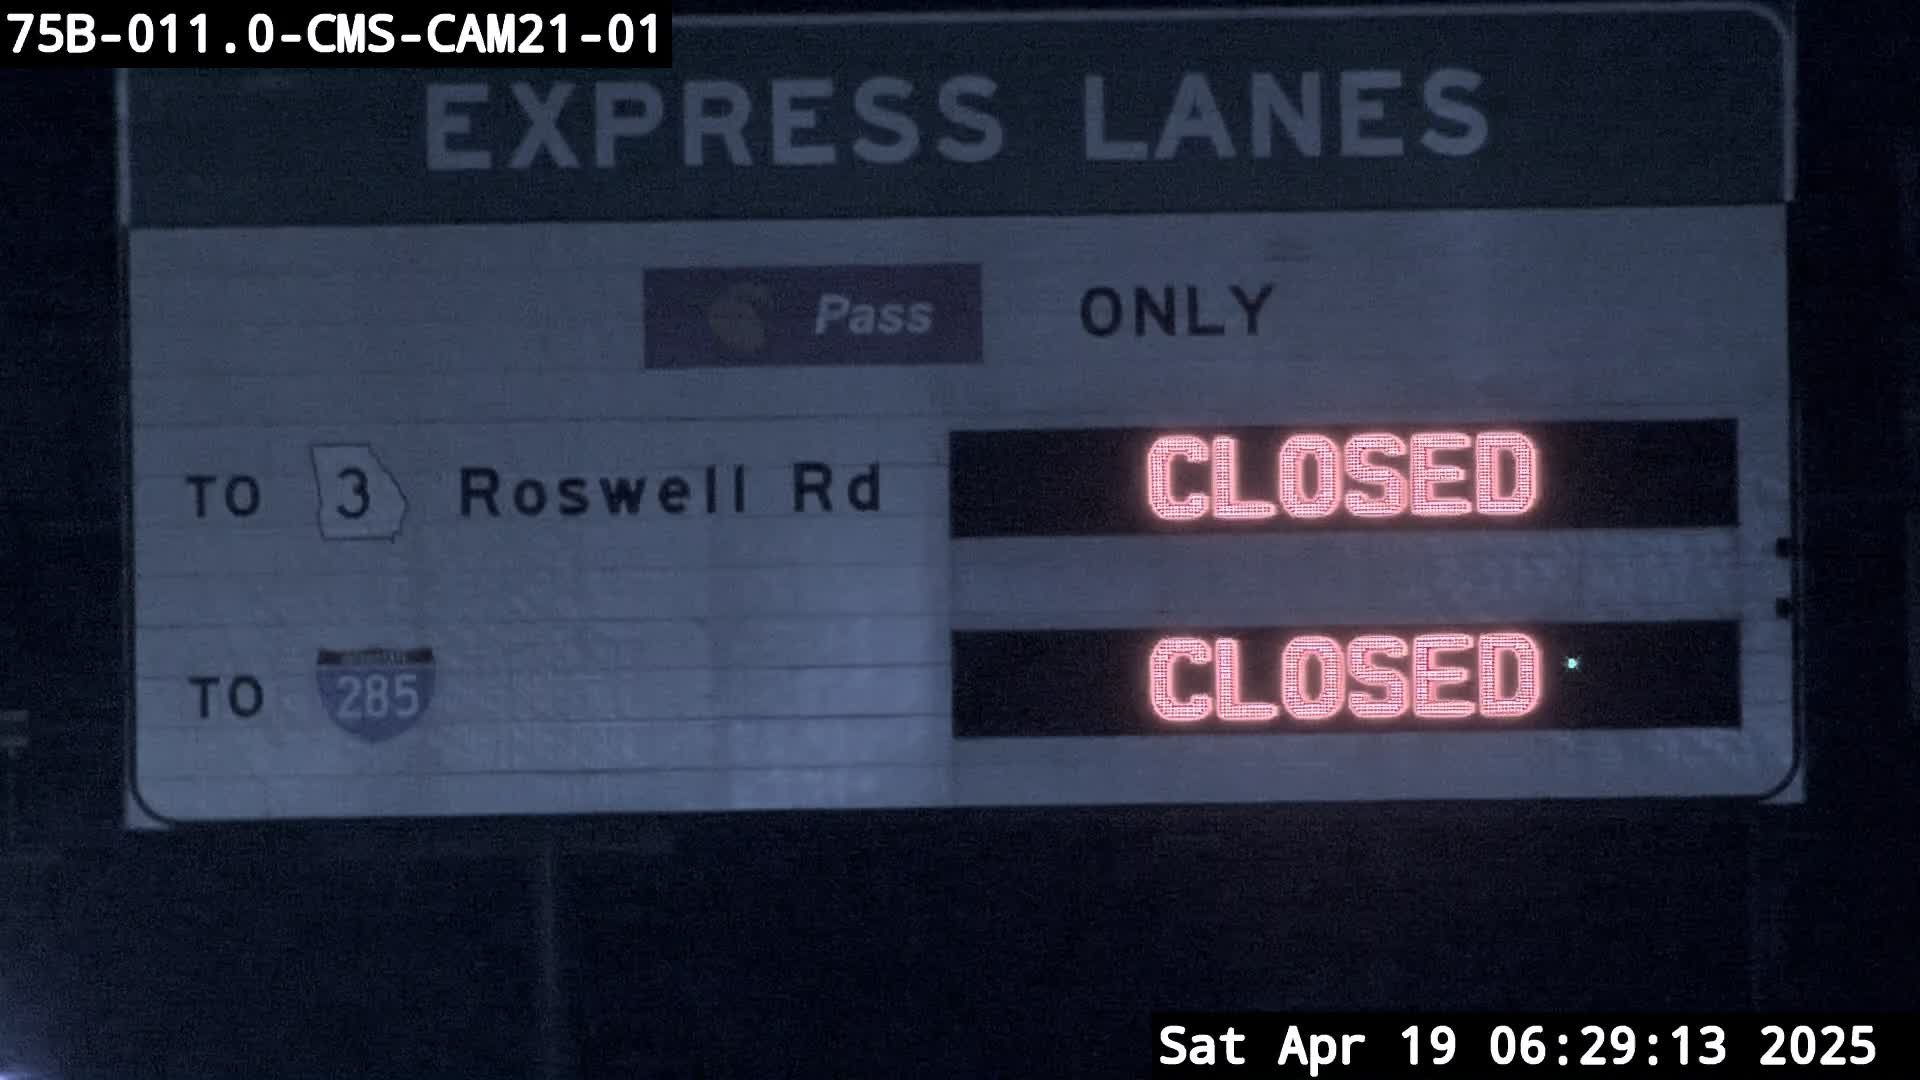 75B-011.0-CMS-CAM21-01
EXPRESS LANES
Pass ONLY
TO 3 Roswell Rd CLOSED
TO 285 CLOSED
Sat Apr 19 06:29:13 2025